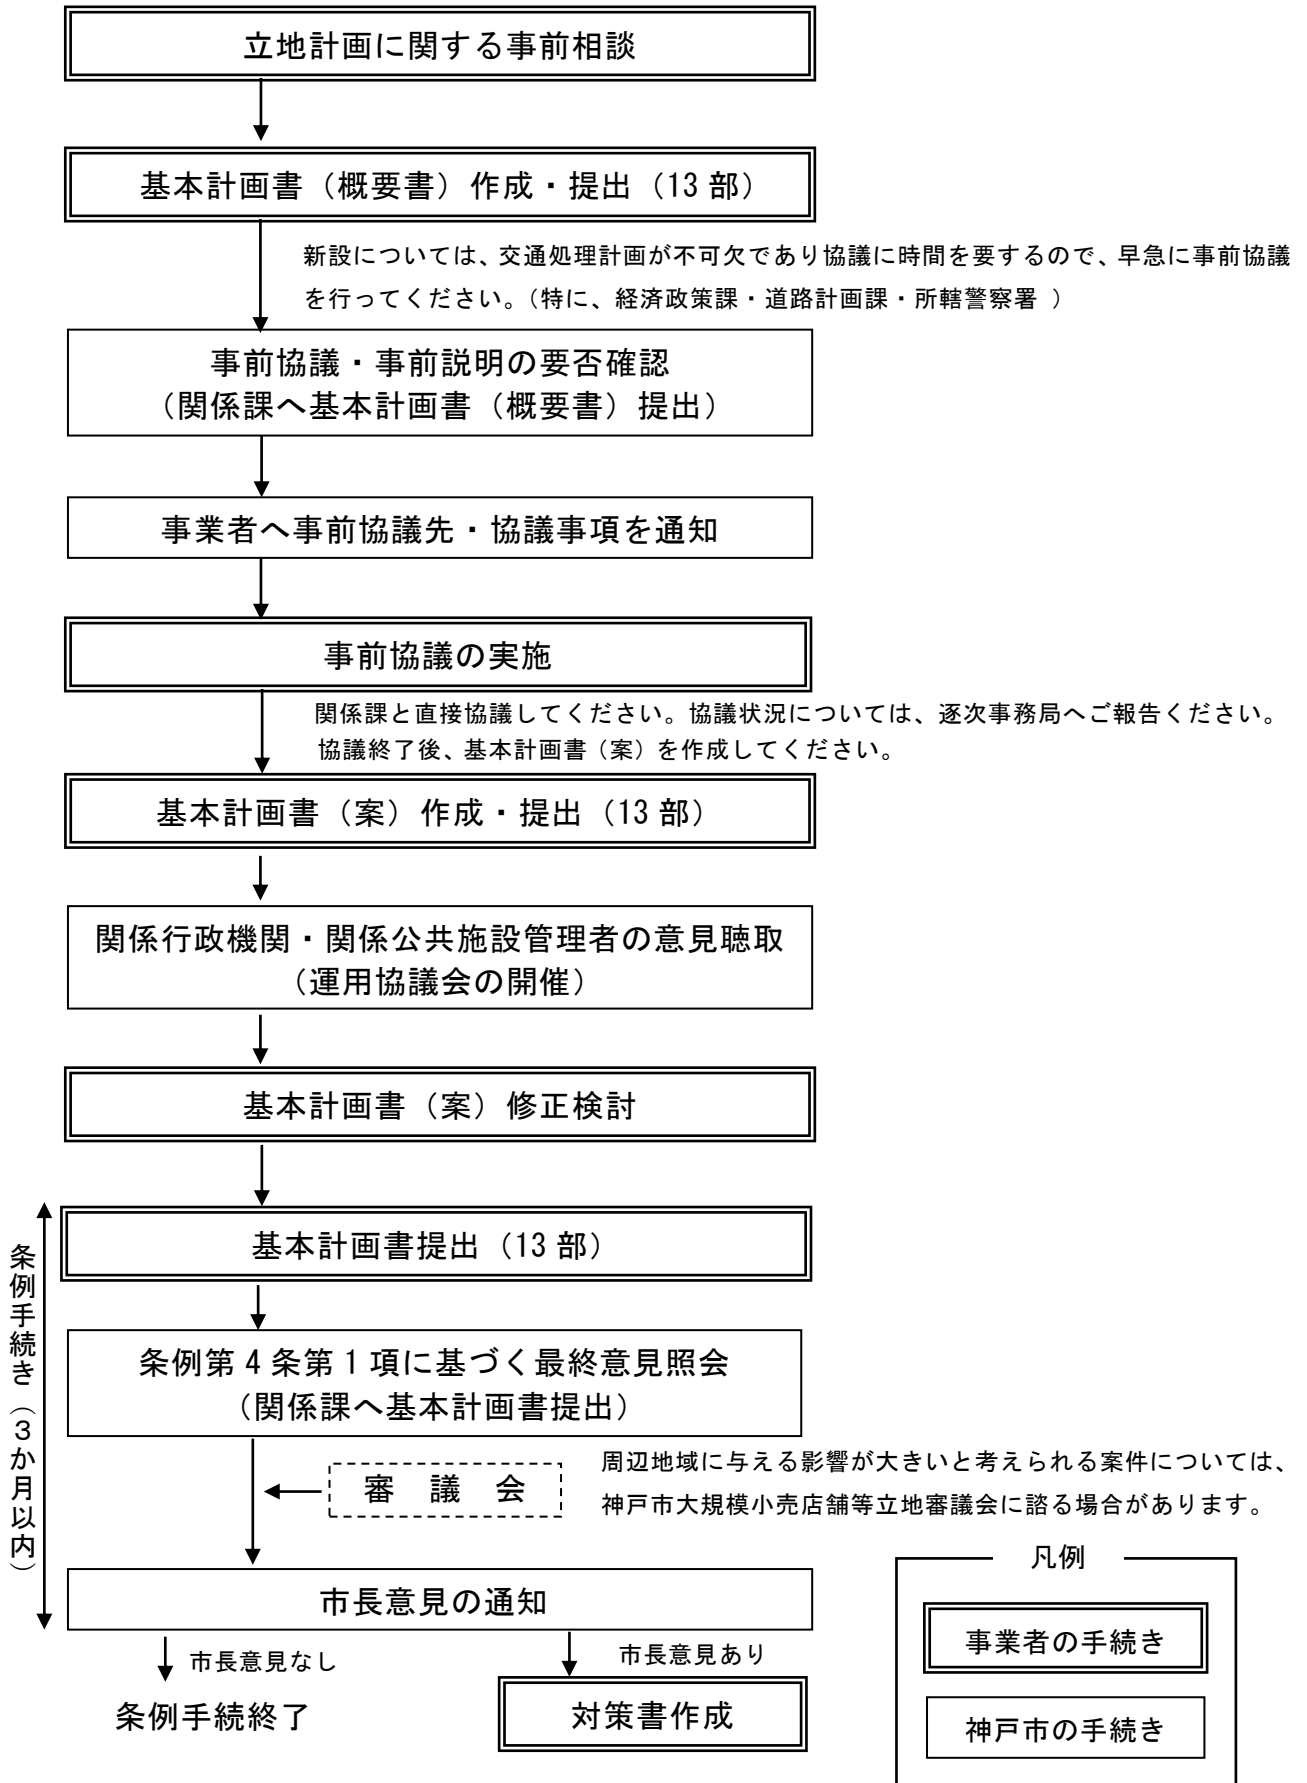 立地計画に関する事前相談
基本計画書（概要書）作成・提出（13 部）
新設については、交通処理計画が不可欠であり協議に時間を要するので、早急に事前協議
を行ってください。（特に、経済政策課・道路計画課・所轄警察署 ）
事前協議・事前説明の要否確認
（関係課へ基本計画書（概要書）提出）
事業者へ事前協議先・協議事項を通知
事前協議の実施
関係課と直接協議してください。協議状況については、逐次事務局へご報告ください。
協議終了後、基本計画書（案）を作成してください。
基本計画書（案）作成・提出（13 部）
関係行政機関・関係公共施設管理者の意見聴取
（運用協議会の開催）
基本計画書（案）修正検討
条例手続き（３か月以内）
基本計画書提出（13 部）
条例第 4 条第 1 項に基づく最終意見照会
（関係課へ基本計画書提出）
審 議 会
周辺地域に与える影響が大きいと考えられる案件については、
神戸市大規模小売店舗等立地審議会に諮る場合があります。
市長意見の通知
市長意見なし
市長意見あり
条例手続終了
対策書作成
凡例
事業者の手続き
神戸市の手続き